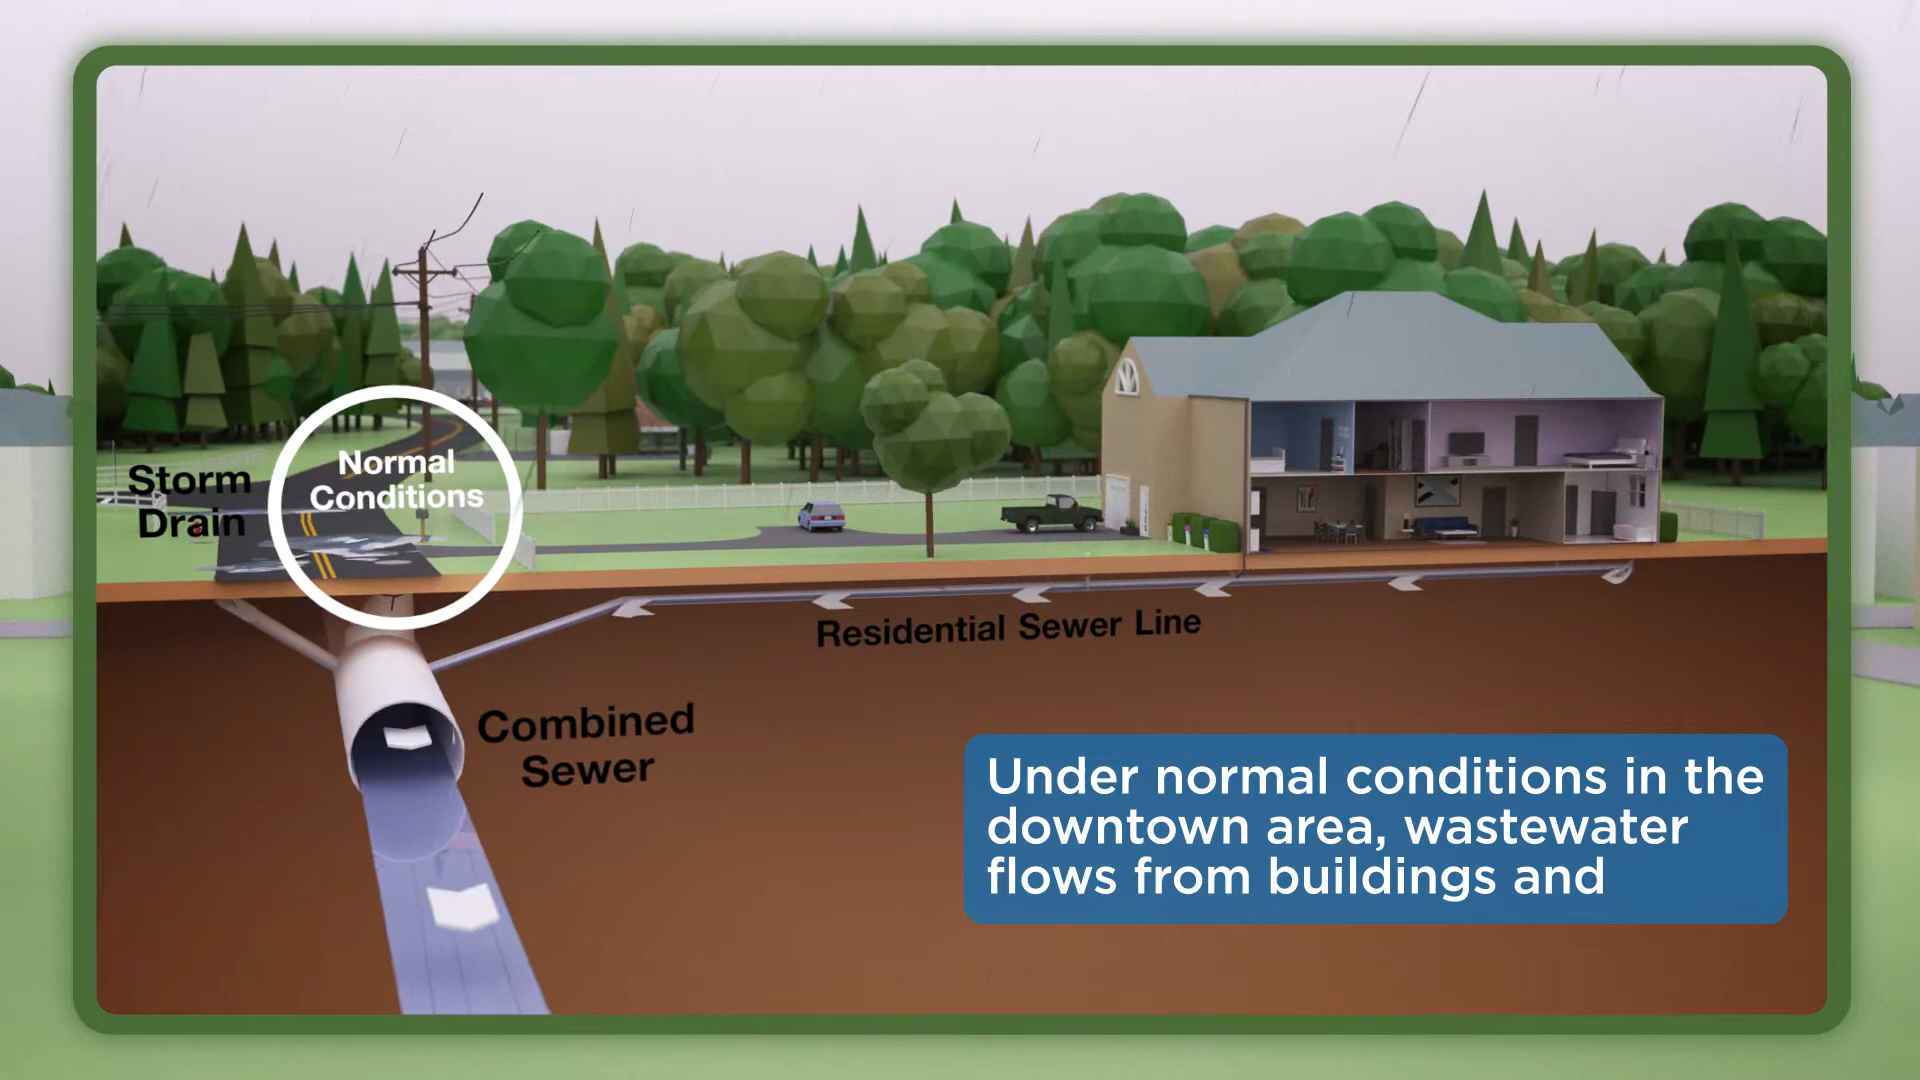 Normal
Conditions
Storm
Drain
Residential Sewer Line
Combined
Sewer
Under normal conditions in the
downtown area, wastewater
flows from buildings and